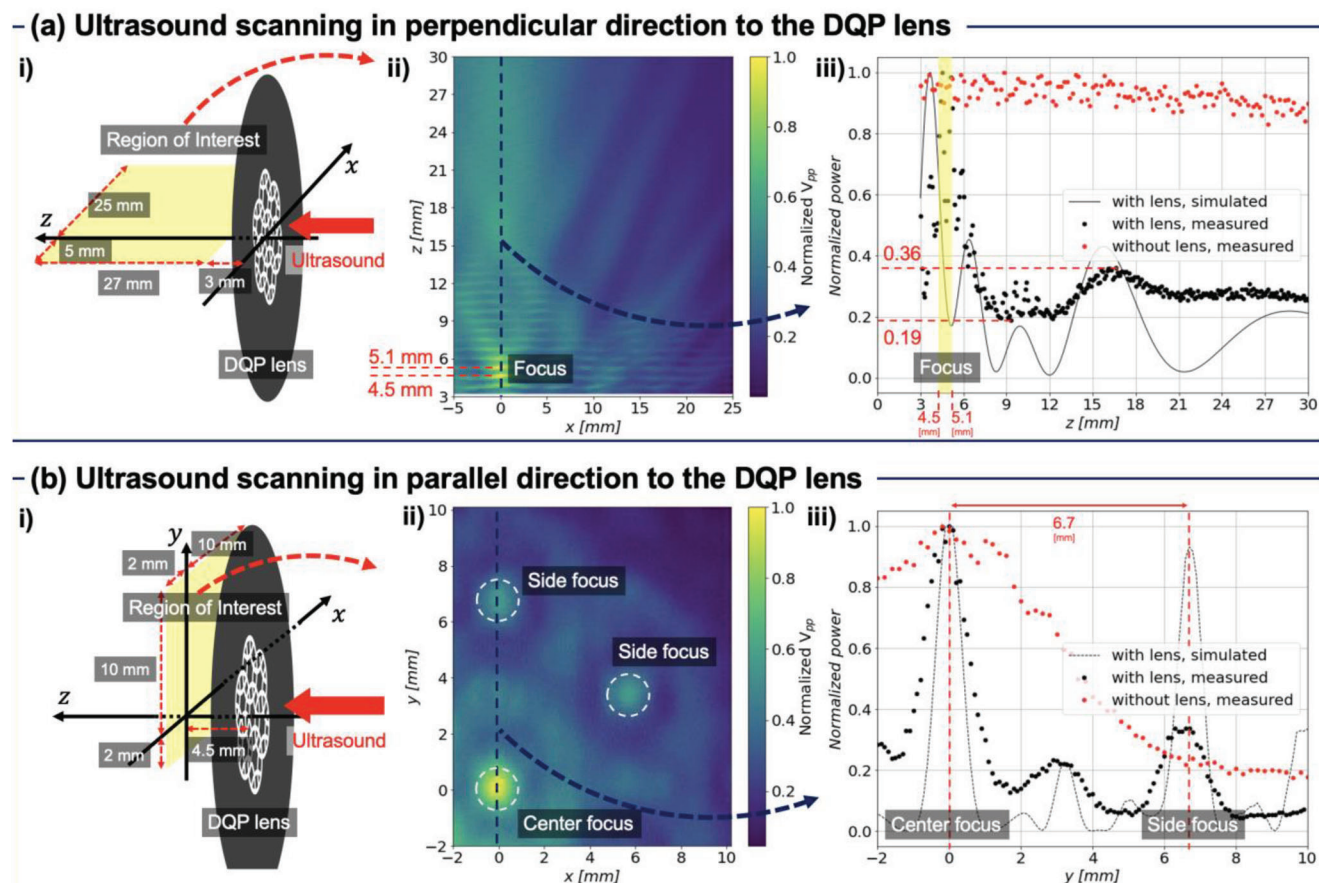 (a) Ultrasound scanning in perpendicular direction to the DQP lens
i)
Region of Interest
x
z
25 mm
5 mm
27 mm
3 mm
Ultrasound
DQP lens
ii)
30
27
24
21
18
15
12
9
6
3
z [mm]
5.1 mm
4.5 mm
Focus
-5
0
5
10
15
20
25
x [mm]
1.0
0.8
0.6
0.4
0.2
Normalized Vpp
iii)
1.0
0.8
0.6
0.4
0.2
0.0
Normalized power
with lens, simulated
with lens, measured
without lens, measured
0.36
0.19
Focus
0
3
6
9
12
15
18
21
24
27
30
4.5
[mm]
5.1
[mm]
z [mm]
(b) Ultrasound scanning in parallel direction to the DQP lens
i)
y
10 mm
2 mm
Region of Interest
x
10 mm
z
4.5 mm
Ultrasound
2 mm
DQP lens
ii)
10
8
6
4
2
0
-2
y [mm]
Side focus
Side focus
Center focus
-2
0
2
4
6
8
10
x [mm]
1.0
0.8
0.6
0.4
0.2
Normalized Vpp
iii)
1.0
0.8
0.6
0.4
0.2
0.0
Normalized power
6.7
[mm]
with lens, simulated
with lens, measured
without lens, measured
Center focus
Side focus
-2
0
2
4
6
8
10
y [mm]